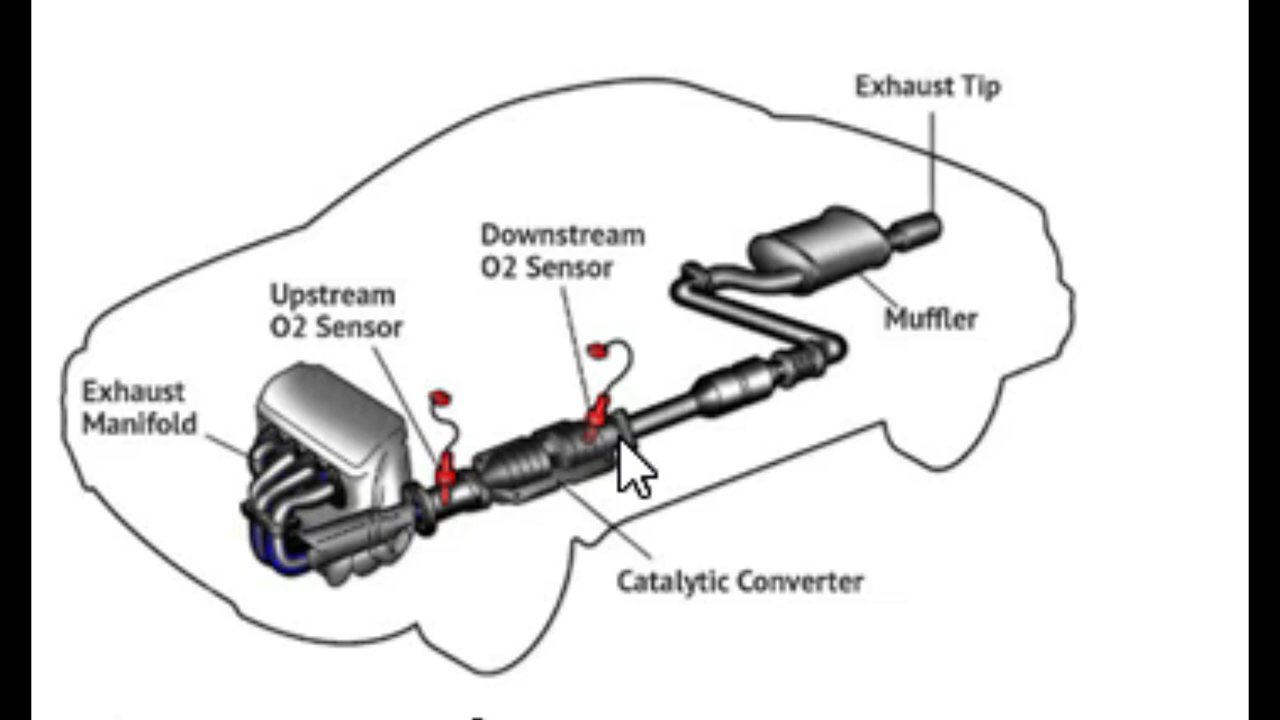 Exhaust Tip
Downstream
O2 Sensor
Upstream
O2 Sensor
Muffler
Exhaust
Manifold
Catalytic Converter